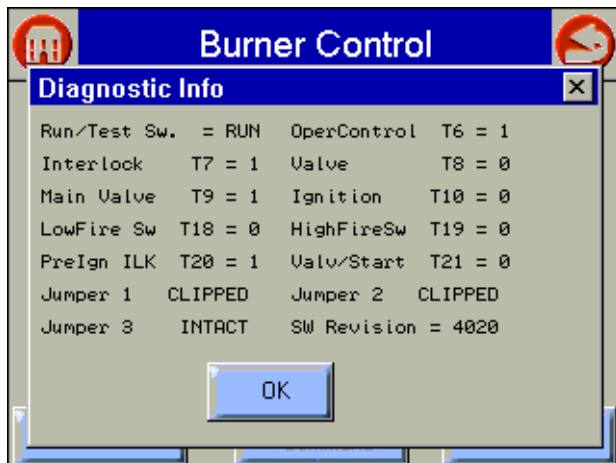 Burner Control
Diagnostic Info
Run/Test Sw. = RUN OperControl T6 = 1
Interlock T7 = 1 Valve T8 = 0
Main Valve T9 = 1 Ignition T10 = 0
LowFire Sw T18 = 0 HighFireSw T19 = 0
PreIgn ILK T20 = 1 Valv/Start T21 = 0
Jumper 1 CLIPPED Jumper 2 CLIPPED
Jumper 3 INTACT SW Revision = 4020
OK